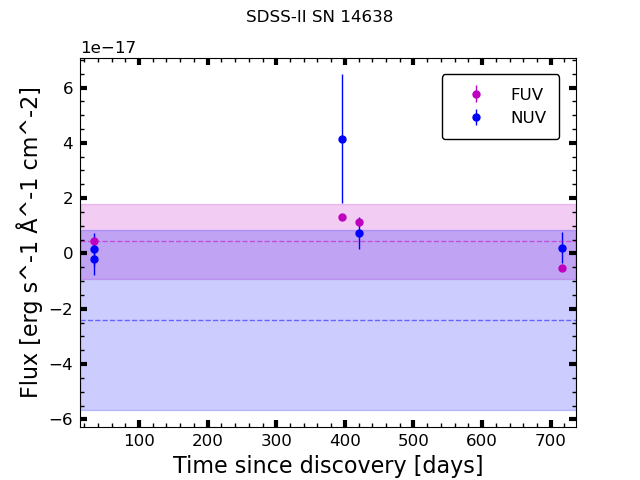 SDSS-II SN 14638
1e−17
FUV
NUV
6
4
2
0
−2
−4
−6
Flux [erg s^-1 Å^-1 cm^-2]
100 200 300 400 500 600 700
Time since discovery [days]